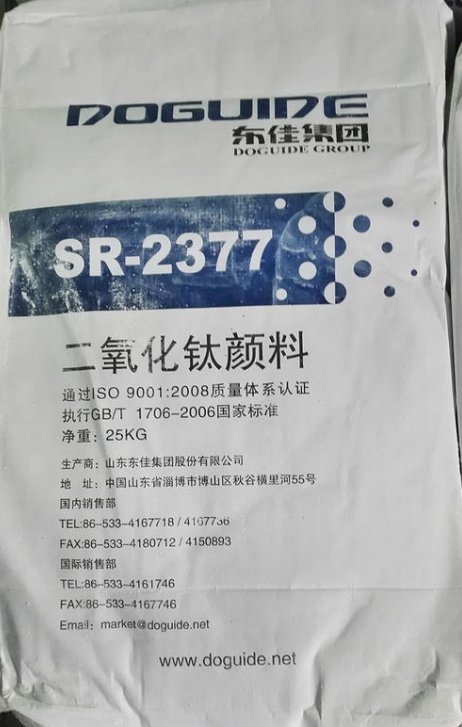 DOGUIDE
东佳集团
DOGUIDE GROUP
SR-2377
二氧化钛颜料
通过ISO 9001:2008质量体系认证
执行GB/T 1706-2006国家标准
净重：25KG
生产商：山东东佳集团股份有限公司
地 址：中国山东省淄博市博山区秋谷横里河55号
国内销售部
TEL:86-533-4167718 / 4167736
FAX:86-533-4180712 / 4150893
国际销售部
TEL:86-533-4161746
FAX:86-533-4167746
Email：market@doguide.net
www.doguide.net